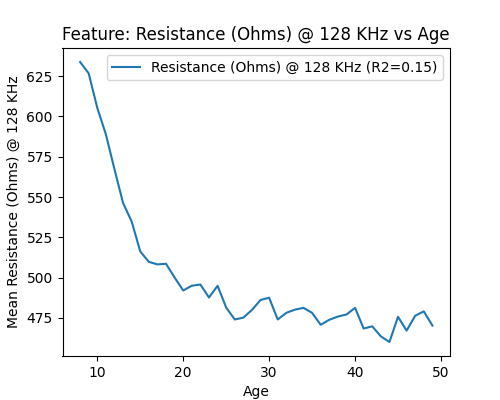 Feature: Resistance (Ohms) @ 128 KHz vs Age
Resistance (Ohms) @ 128 KHz (R2=0.15)
Mean Resistance (Ohms) @ 128 KHz
625
600
575
550
525
500
475
10 20 30 40 50
Age